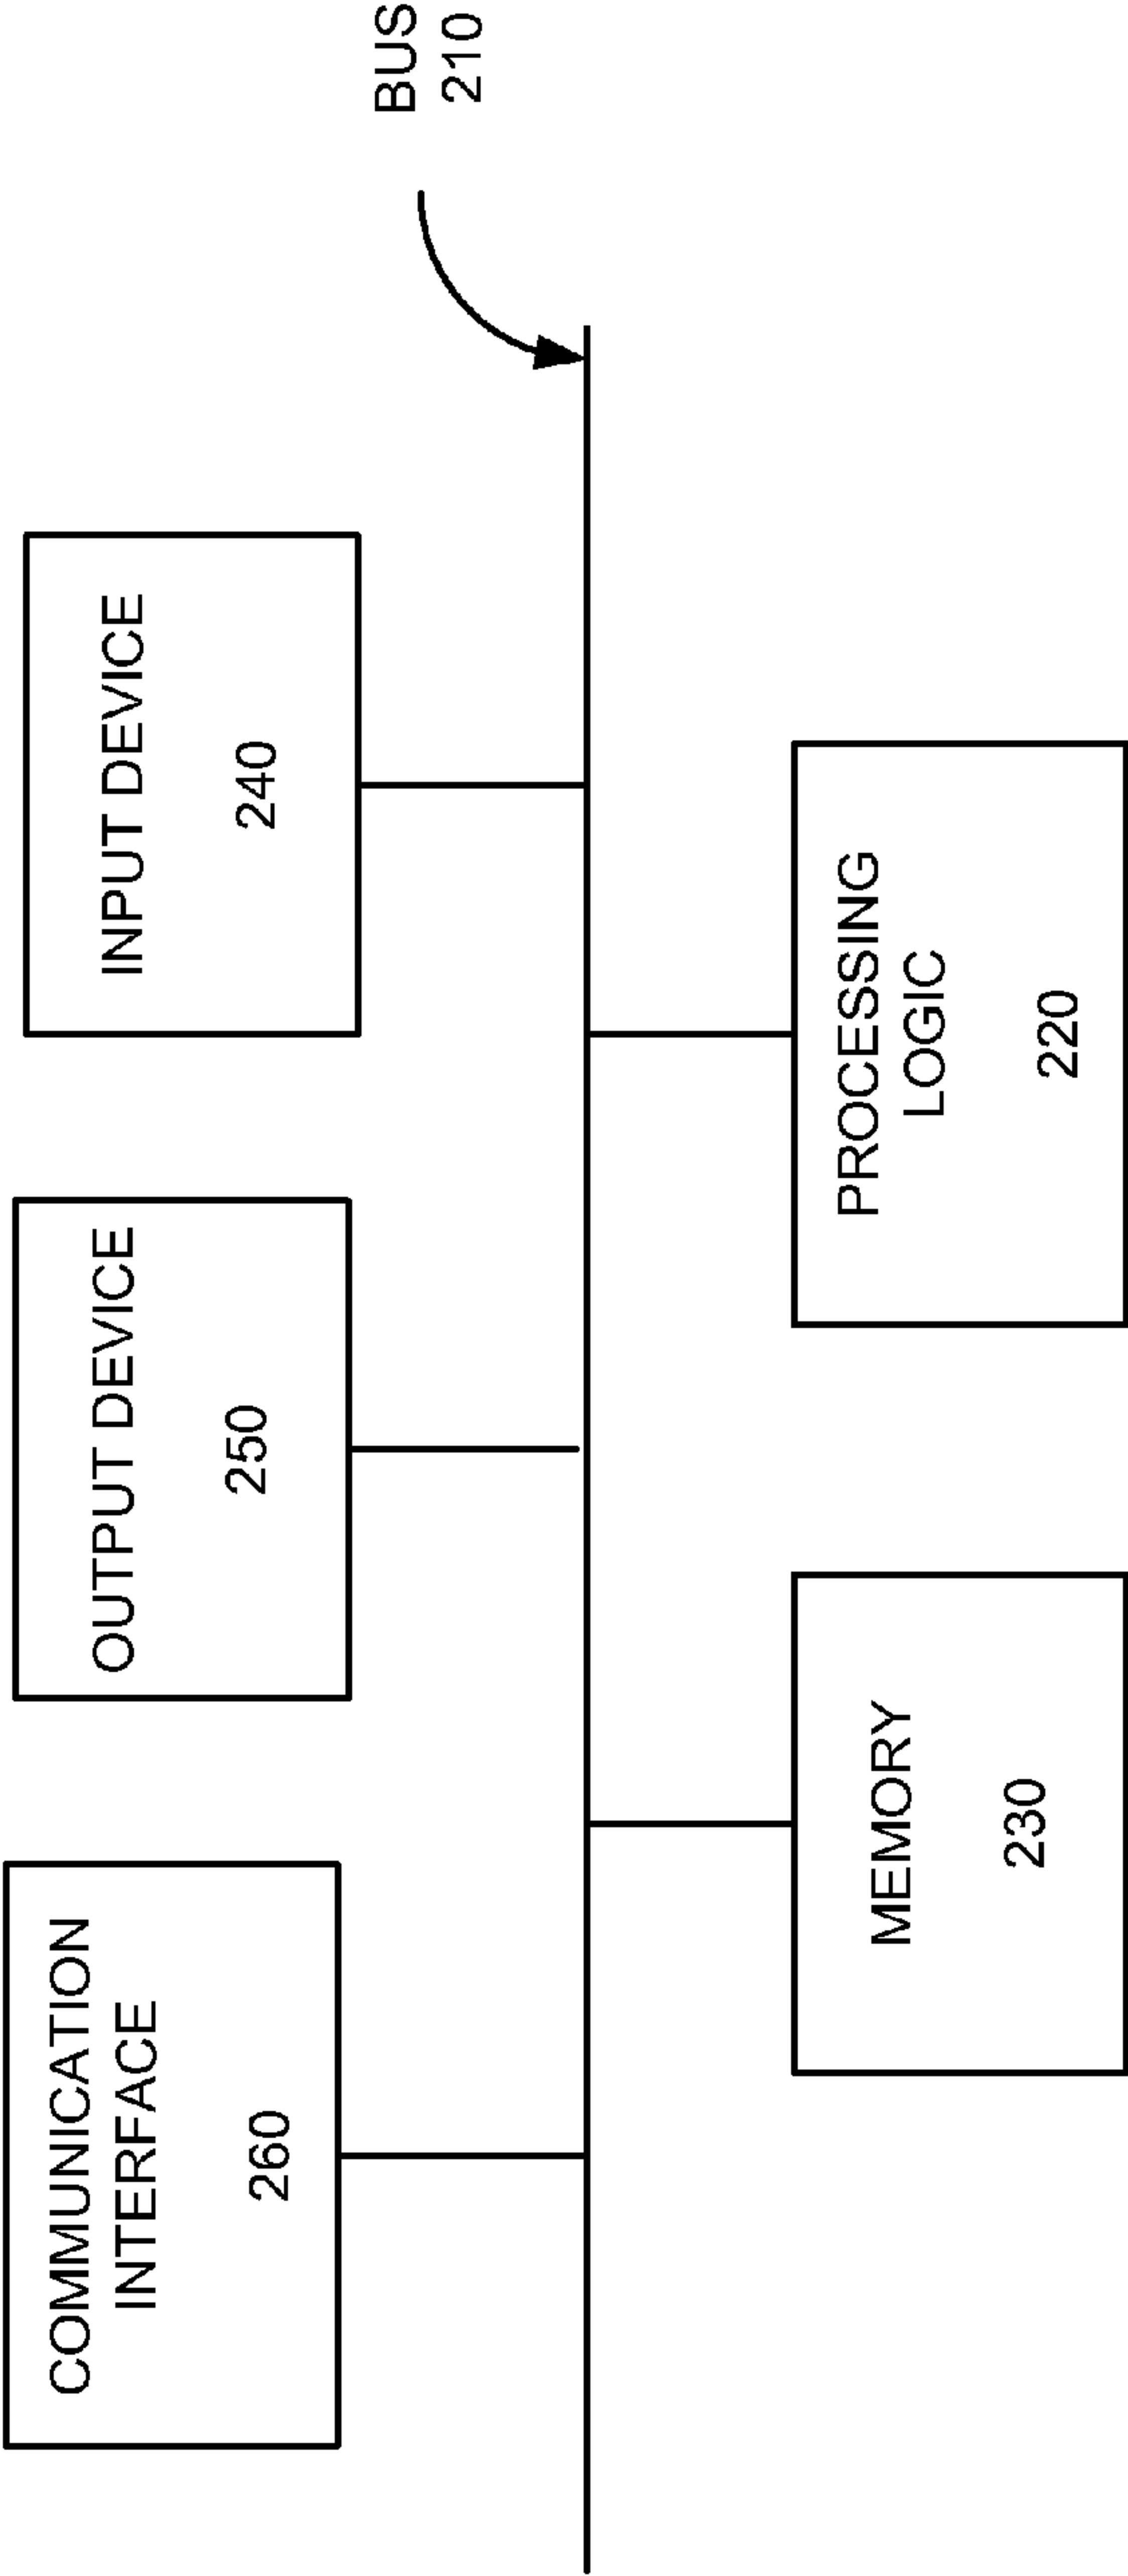 COMMUNICATION
INTERFACE
260
OUTPUT DEVICE
250
INPUT DEVICE
240
BUS
210
MEMORY
230
PROCESSING
LOGIC
220